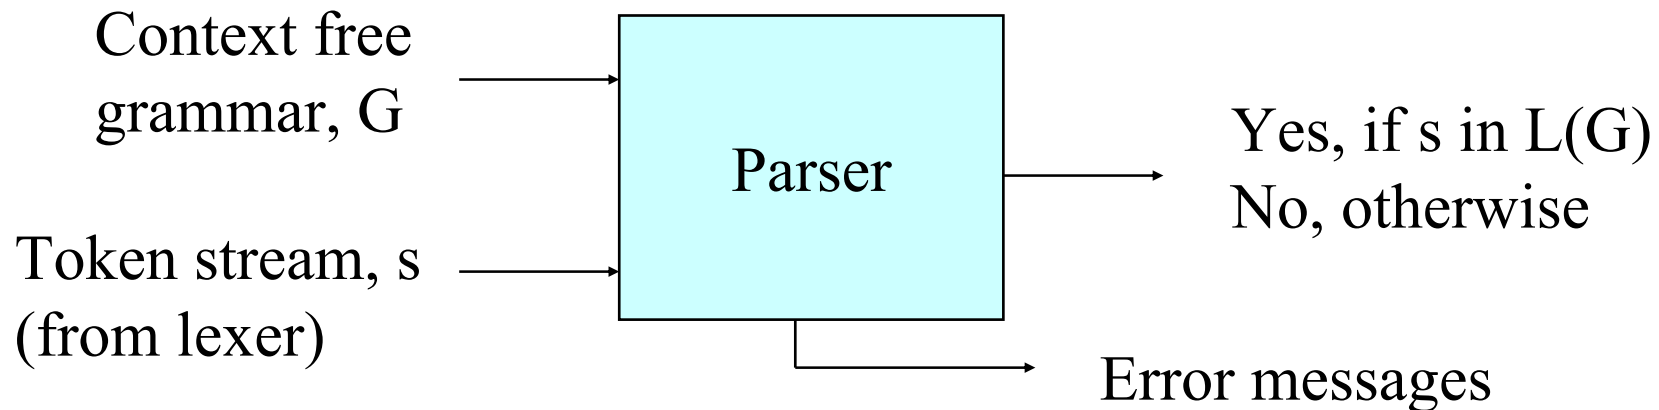 Context free
grammar, G
Token stream, s
(from lexer)
Parser
Yes, if s in L(G)
No, otherwise
Error messages